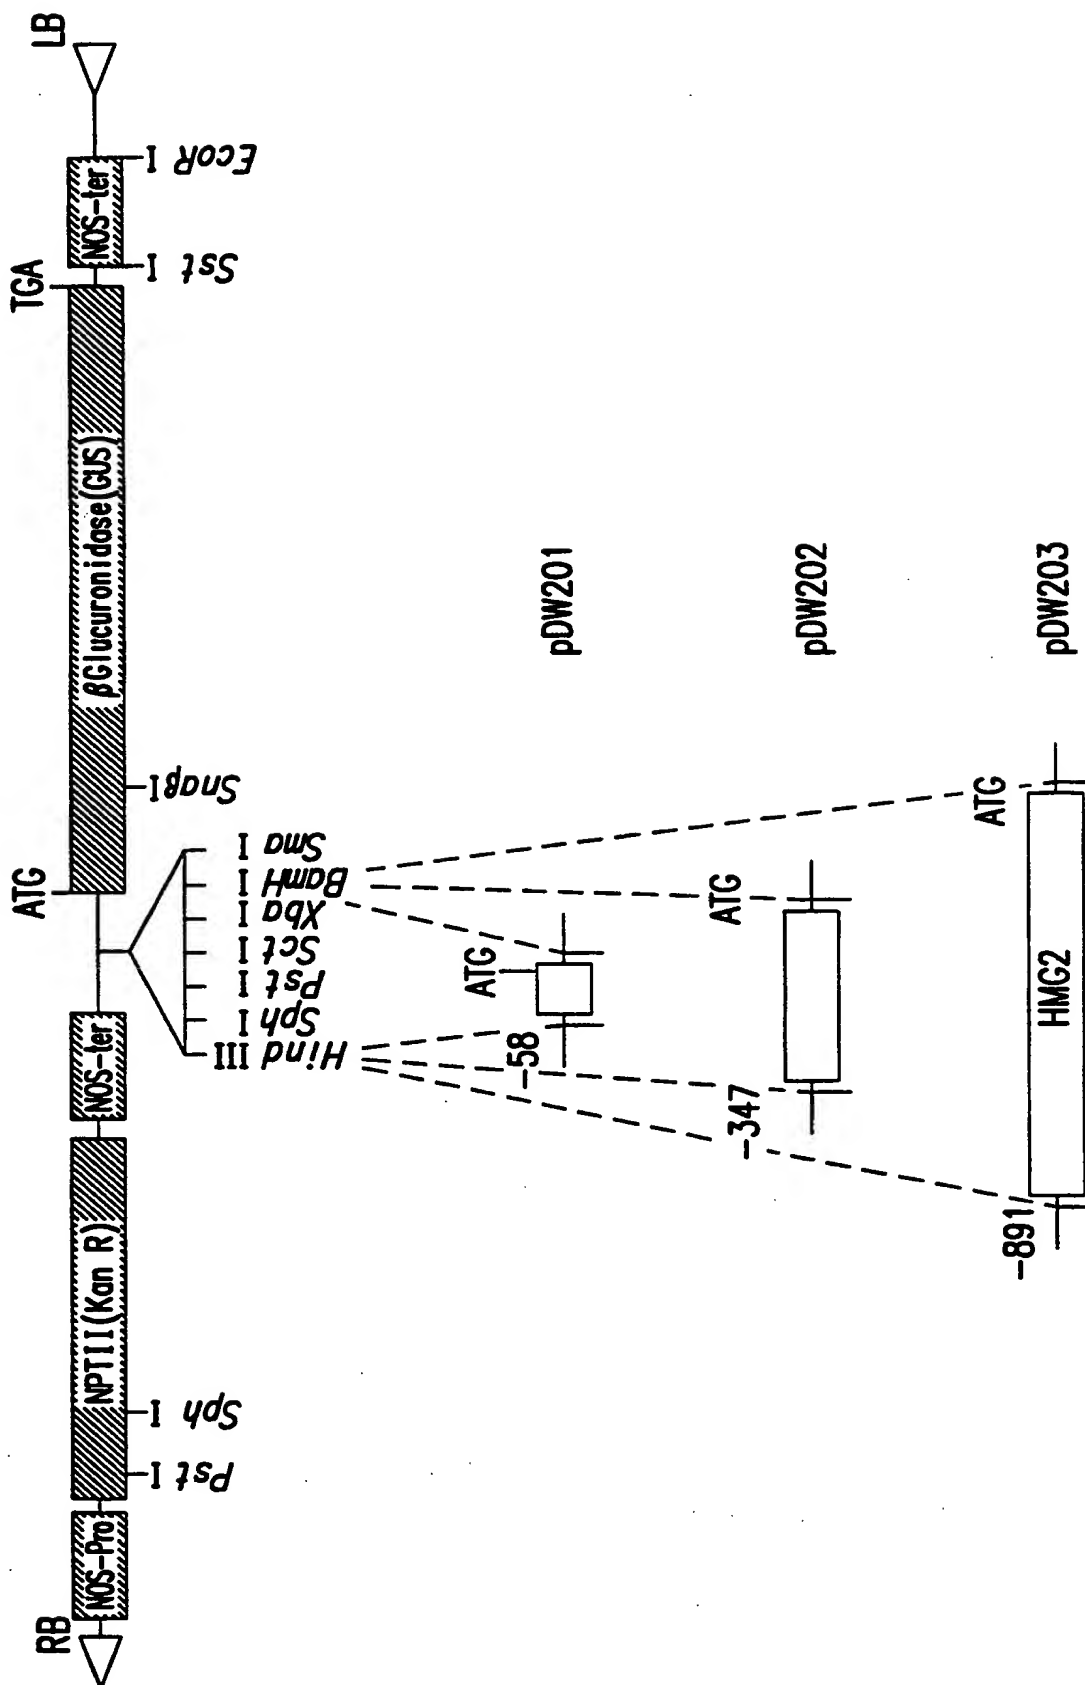 RB
LB
NOS-Pro
NPTII(Kan R)
NOS-ter
ATG
βGlucuronidase(GUS)
TGA
NOS-ter
Pst I
Sph I
SnaβI
Sst I
EcoR I
Hind III
Sph I
Pst I
Sct I
Xba I
BamH I
Sma I
-58
ATG
pDW201
-347
ATG
pDW202
-891
HMG2
ATG
pDW203